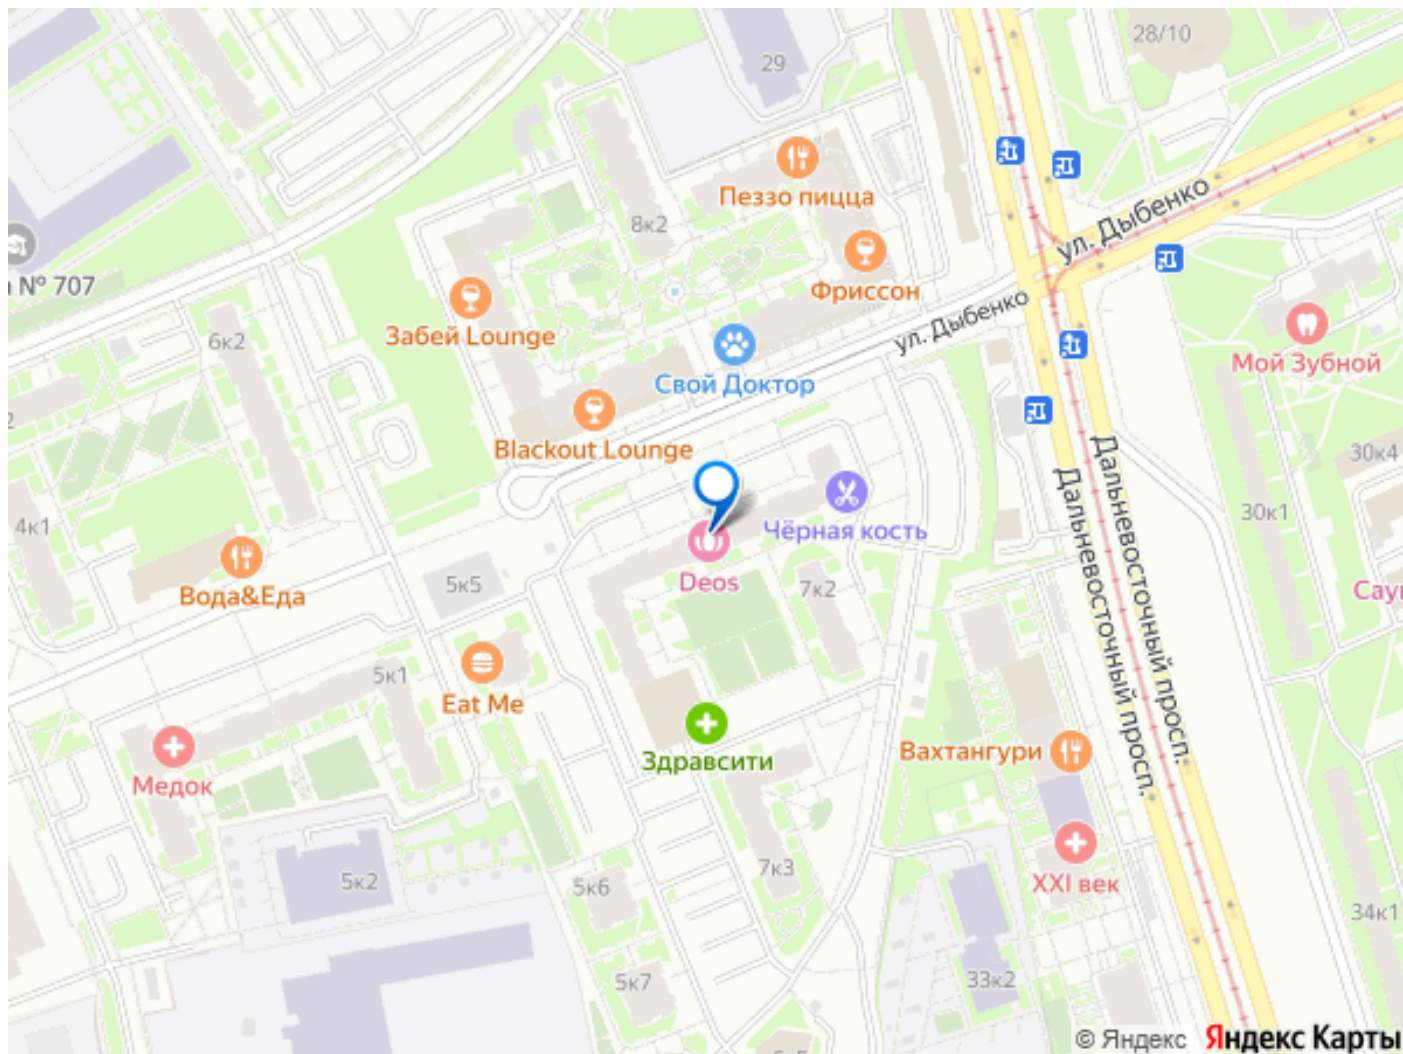 28/10
29
Пеззо пицца
ул. Дыбенко
8к2
№ 707
Фриссон
Забей Lounge
ул. Дыбенко
6к2
Мой Зубной
Свой Доктор
Blackout Lounge
30к4
Дальневосточный просп.
Дальневосточный просп.
30к1
4к1
Чёрная кость
Deos
5к5
7к2
Вода&Еда
5к1
Eat Me
Здравсити
Вахтангури
Медок
7к3
5к2
5к6
XXI век
34к1
5к7
33к2
© Яндекс Яндекс Карты